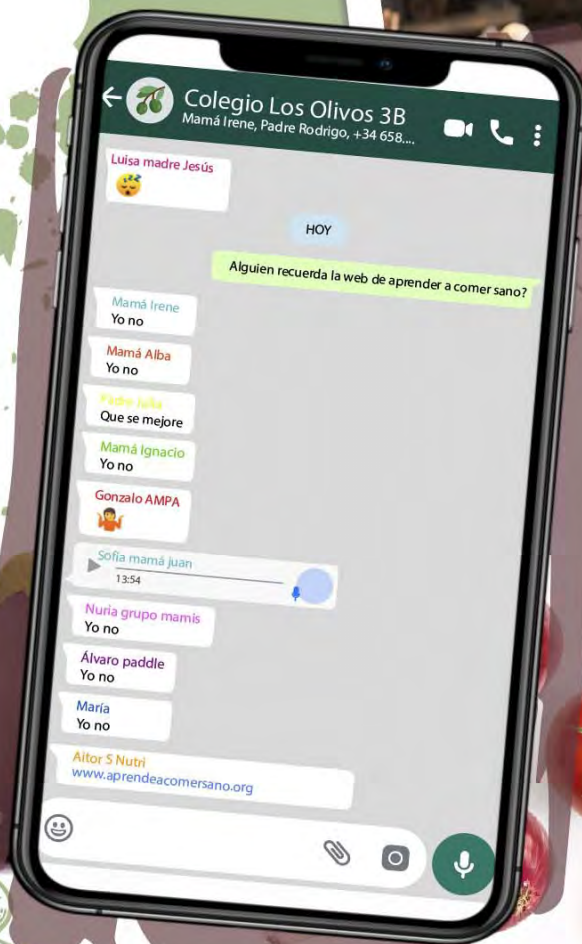 Colegio Los Olivos 3B
Mamá Irene, Padre Rodrigo, +34 658....
Luisa madre Jesús
HOY
Alguien recuerda la web de aprender a comer sano?
Mamá Irene
Yo no
Mamá Alba
Yo no
Padre Julia
Que se mejore
Mamá Ignacio
Yo no
Gonzalo AMPA
Sofía mamá juan
13:54
Nuria grupo mamis
Yo no
Álvaro paddle
Yo no
María
Yo no
Aitor S Nutri
www.aprendeacomersano.org